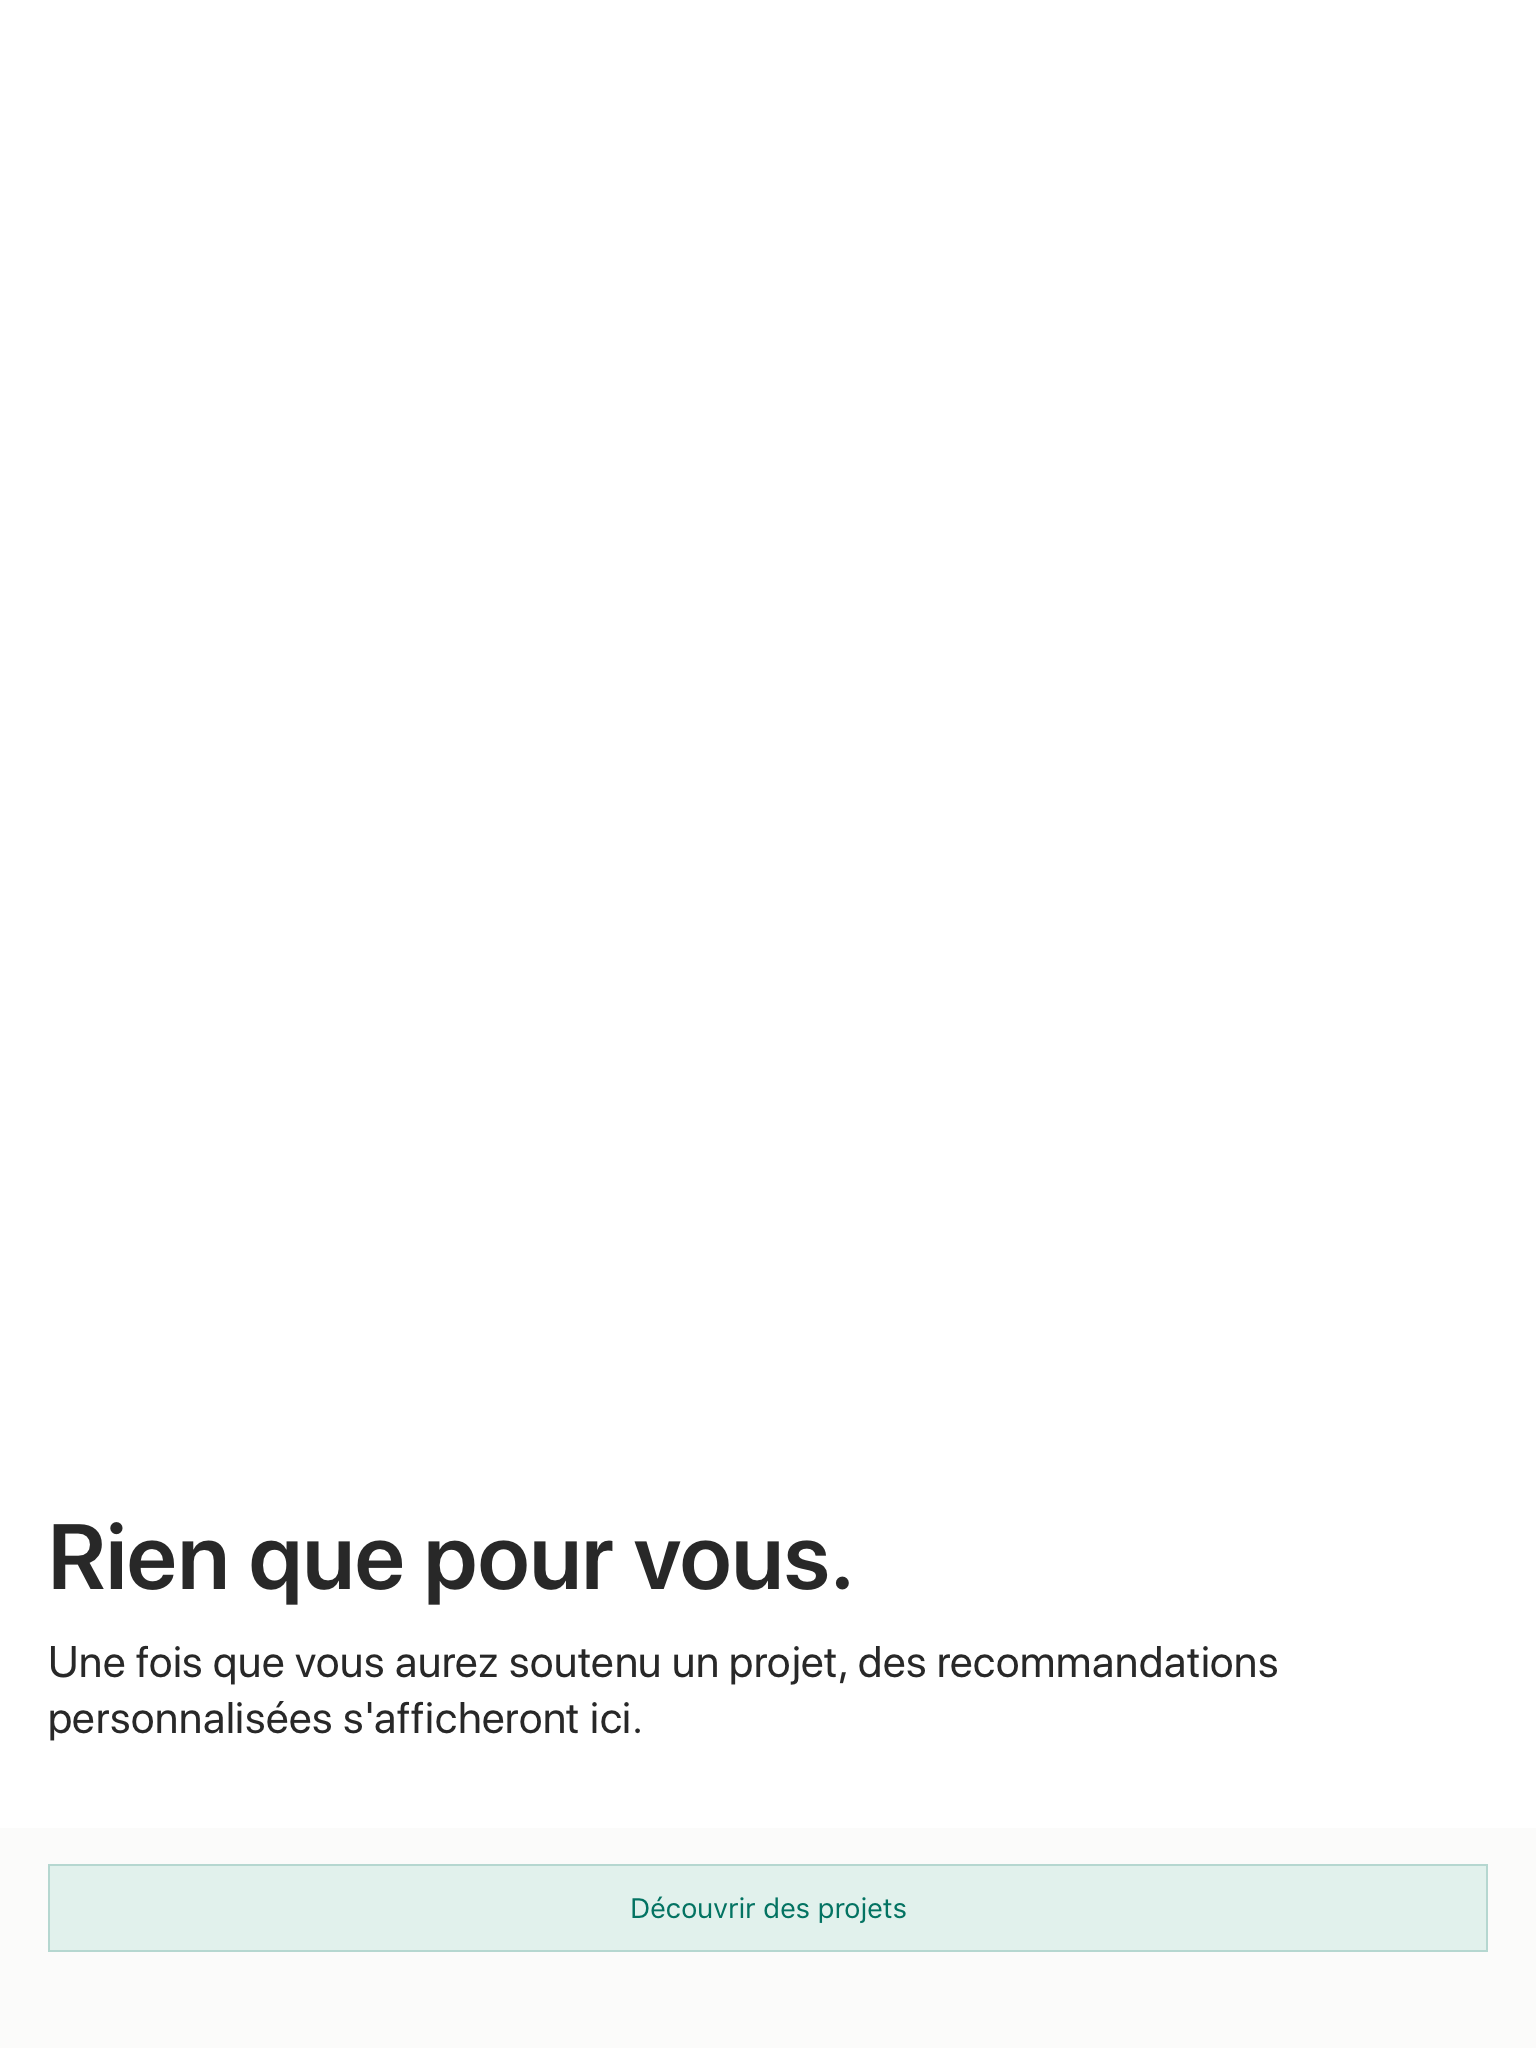 Rien que pour vous.
Une fois que vous aurez soutenu un projet, des recommandations
personnalisées s'afficheront ici.
Découvrir des projets